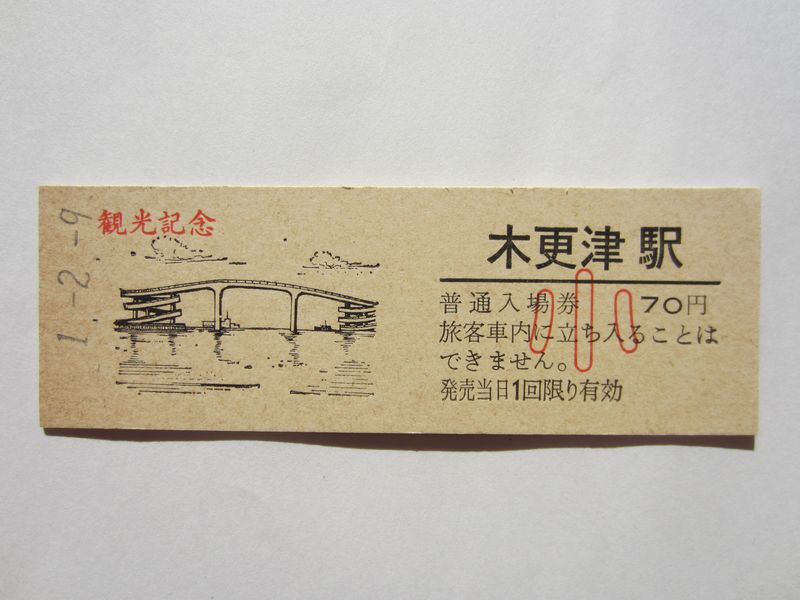 1.-2.-9
観光記念
木更津駅
普通入場券 70円
小
旅客車内に立ち入ることは
できません。
発売当日1回限り有効